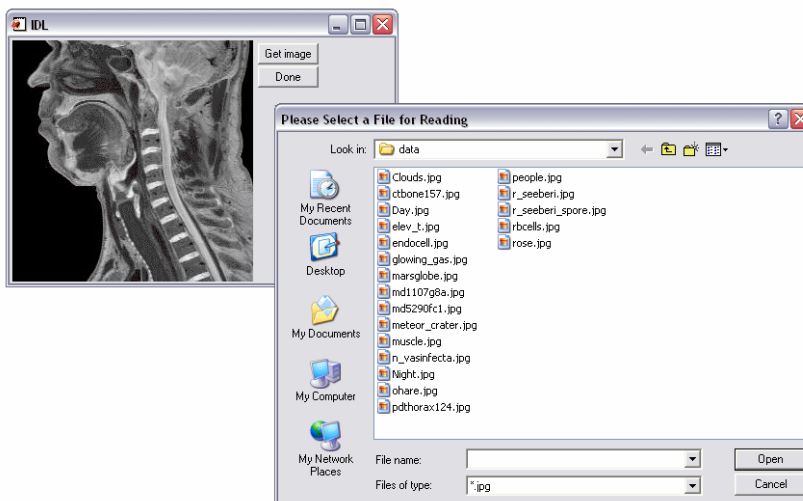 IDL
Get image
Done
Please Select a File for Reading
Look in:
data
My Recent
Documents
Desktop
My Documents
My Computer
My Network
Places
Clouds.jpg
ctbone157.jpg
Day.jpg
elev_t.jpg
endocell.jpg
glowing_gas.jpg
marsglobe.jpg
md1107g8a.jpg
md5290fc1.jpg
meteor_crater.jpg
muscle.jpg
n_vasinfecta.jpg
Night.jpg
ohare.jpg
pdthorax124.jpg
people.jpg
r_seeberi.jpg
r_seeberi_spore.jpg
rbcells.jpg
rose.jpg
File name:
Open
Files of type:
*.jpg
Cancel